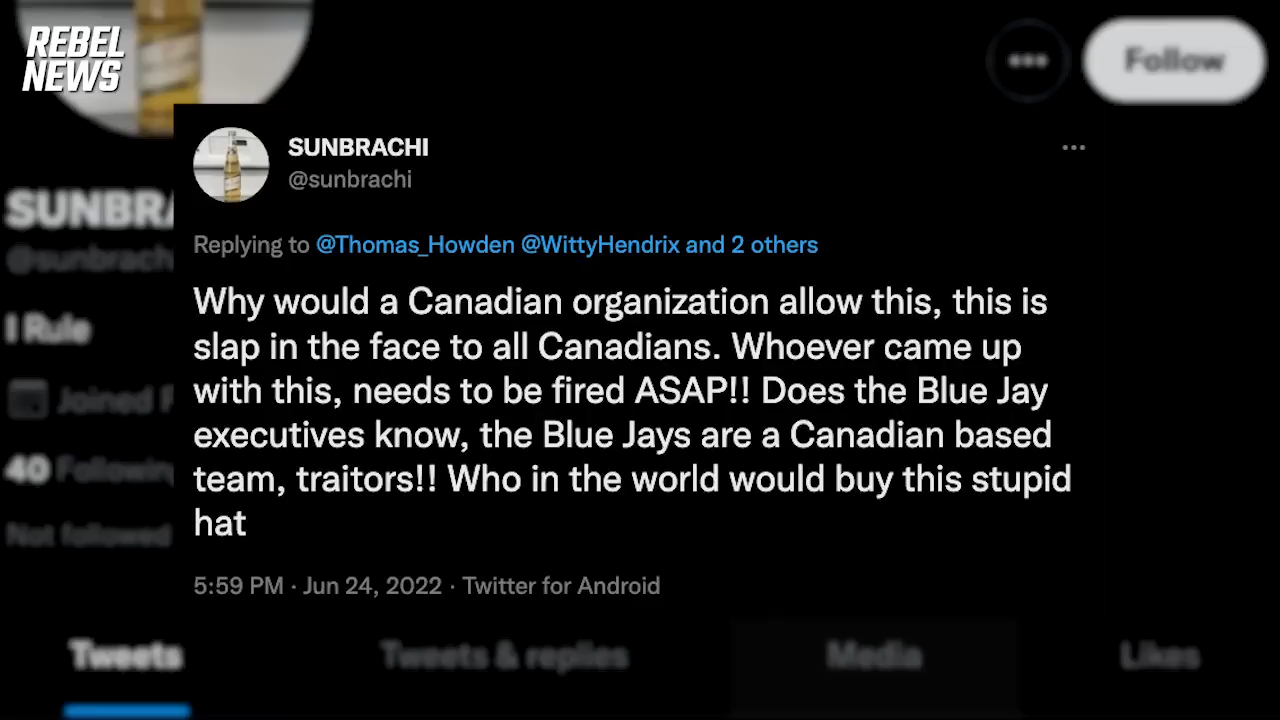 REBEL
NEWS
Follow
SUNBRACHI
@sunbrachi
Replying to @Thomas_Howden @WittyHendrix and 2 others
Why would a Canadian organization allow this, this is
slap in the face to all Canadians. Whoever came up
with this, needs to be fired ASAP!! Does the Blue Jay
executives know, the Blue Jays are a Canadian based
team, traitors!! Who in the world would buy this stupid
hat
5:59 PM · Jun 24, 2022 · Twitter for Android
SUNBRA
@sunbrach
I Rule
Joined F
40 Following
Not followed
Tweets
Tweets & replies
Media
Likes